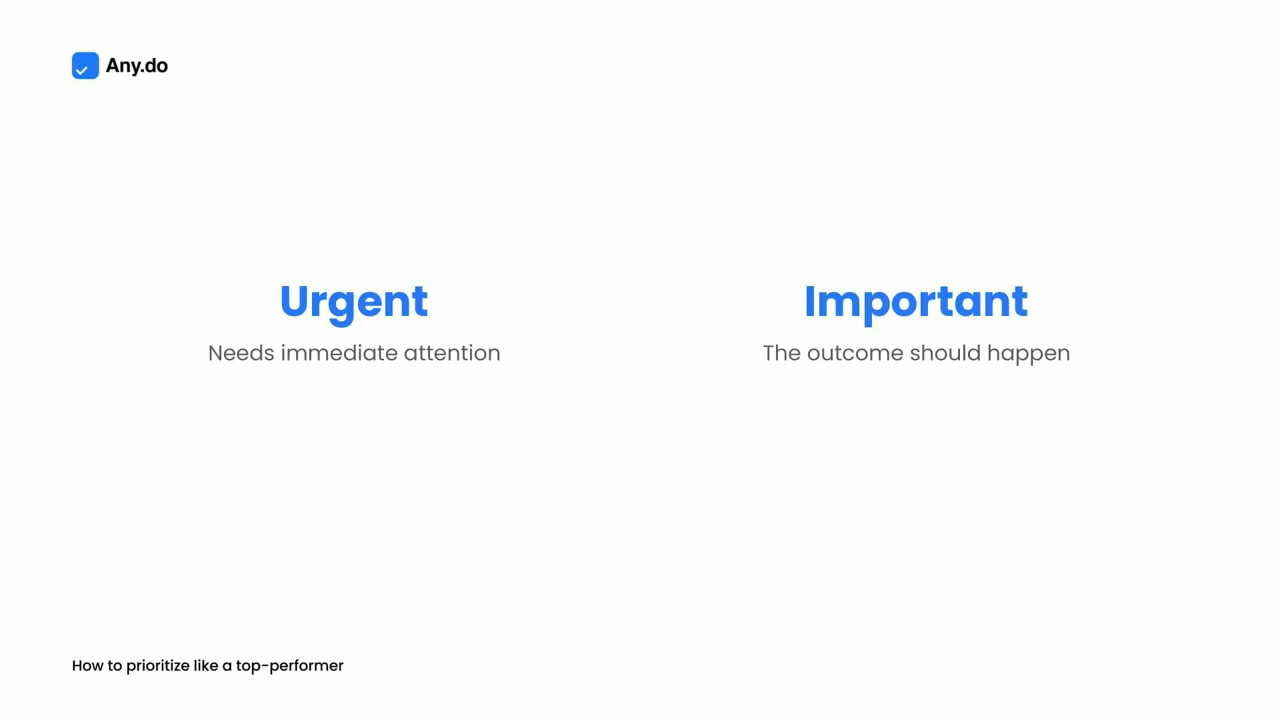 Any.do
Urgent
Needs immediate attention
Important
The outcome should happen
How to prioritize like a top-performer